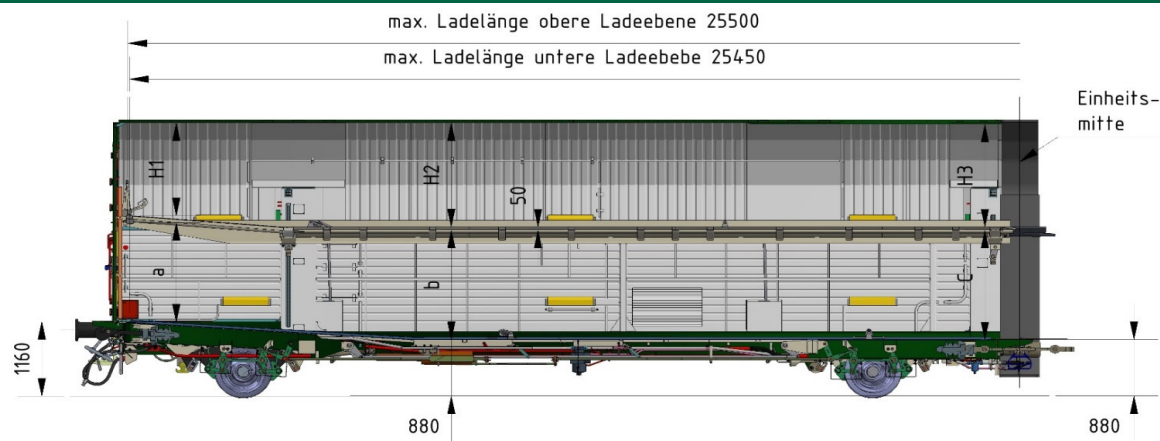 max. Ladelänge obere Ladeebene 25500
max. Ladelänge untere Ladeebebe 25450
Einheits-
mitte
H1
H2
50
H3
a
b
C
1160
880
880